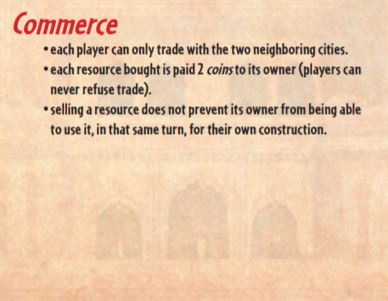 Commerce
• each player can only trade with the two neighboring cities.
• each resource bought is paid 2 coins to its owner (players can
never refuse trade).
• selling a resource does not prevent its owner from being able
to use it, in that same turn, for their own construction.